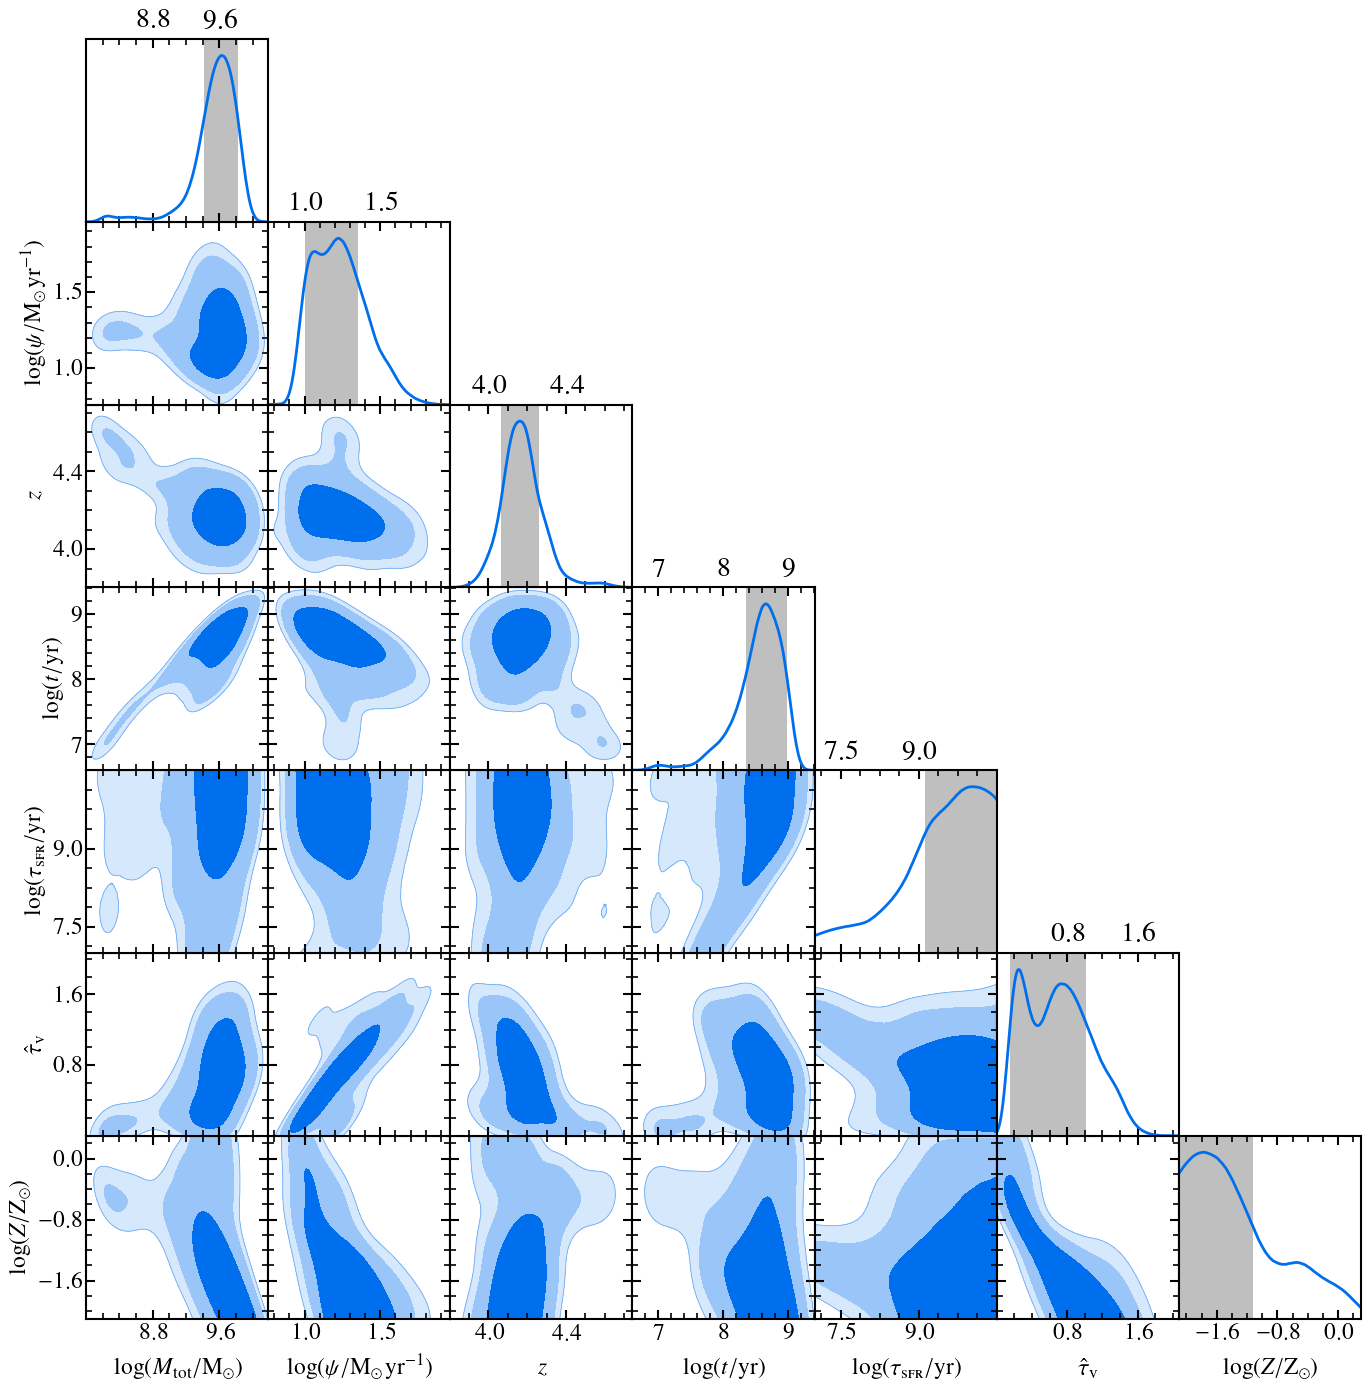 8.8 9.6
1.0 1.5
log(ψ/M⊙yr⁻¹)
1.5
1.0
4.0 4.4
z
4.4
4.0
7 8 9
log(t/yr)
9
8
7
7.5 9.0
log(τSFR/yr)
9.0
7.5
0.8 1.6
τ̂V
1.6
0.8
log(Z/Z⊙)
0.0
−0.8
−1.6
8.8 9.6 1.0 1.5 4.0 4.4 7 8 9 7.5 9.0 0.8 1.6 −1.6 −0.8 0.0
log(Mtot/M⊙) log(ψ/M⊙yr⁻¹) z log(t/yr) log(τSFR/yr) τ̂V log(Z/Z⊙)